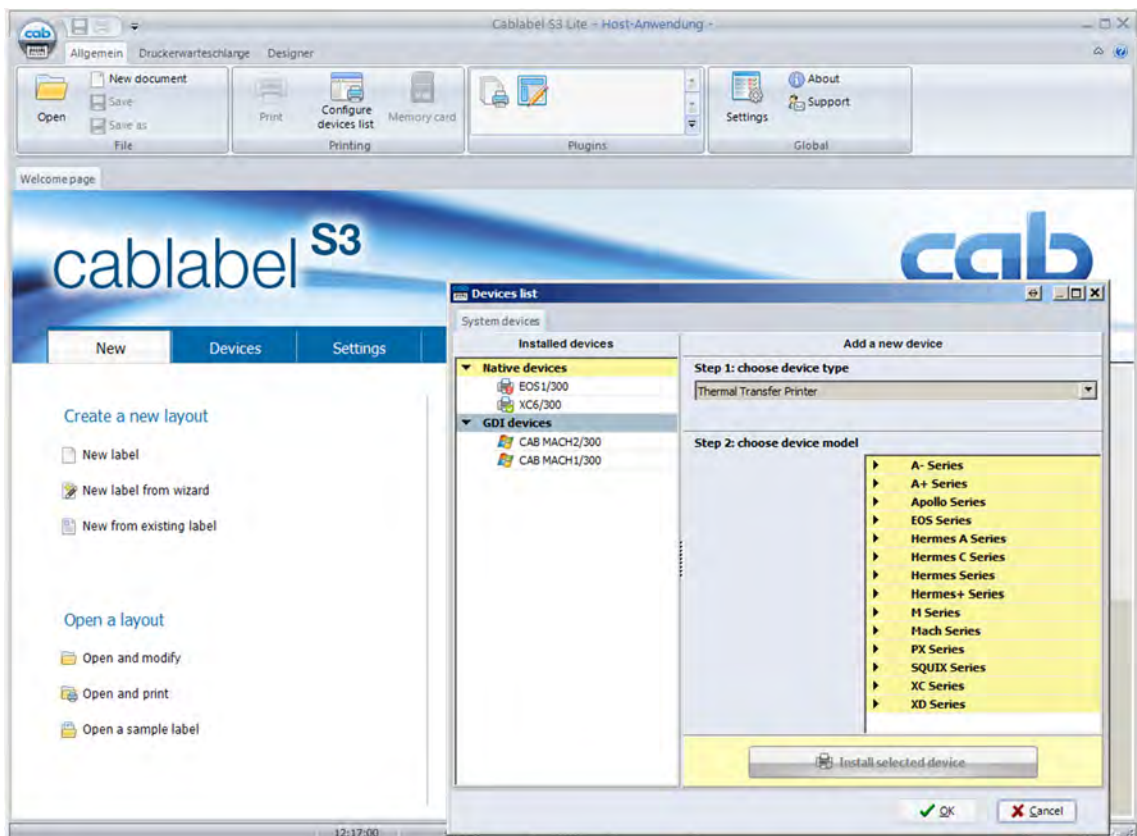 Cablabel S3 Lite - Host-Anwendung -
cab
Allgemein Druckerwarteschlange Designer
Open
New document
Save
Save as
File
Print
Configure devices list
Memory card
Printing
Plugins
Settings
About
Support
Global
Welcome page
cablabel S3
cab
New Devices Settings
Create a new layout
New label
New label from wizard
New from existing label
Open a layout
Open and modify
Open and print
Open a sample label
Devices list
System devices
Installed devices
Native devices
EOS1/300
XC6/300
GDI devices
CAB MACH2/300
CAB MACH1/300
Add a new device
Step 1: choose device type
Thermal Transfer Printer
Step 2: choose device model
A- Series
A+ Series
Apollo Series
EOS Series
Hermes A Series
Hermes C Series
Hermes Series
Hermes+ Series
M Series
Mach Series
PX Series
SQUIX Series
XC Series
XD Series
Install selected device
OK Cancel
12:17:00